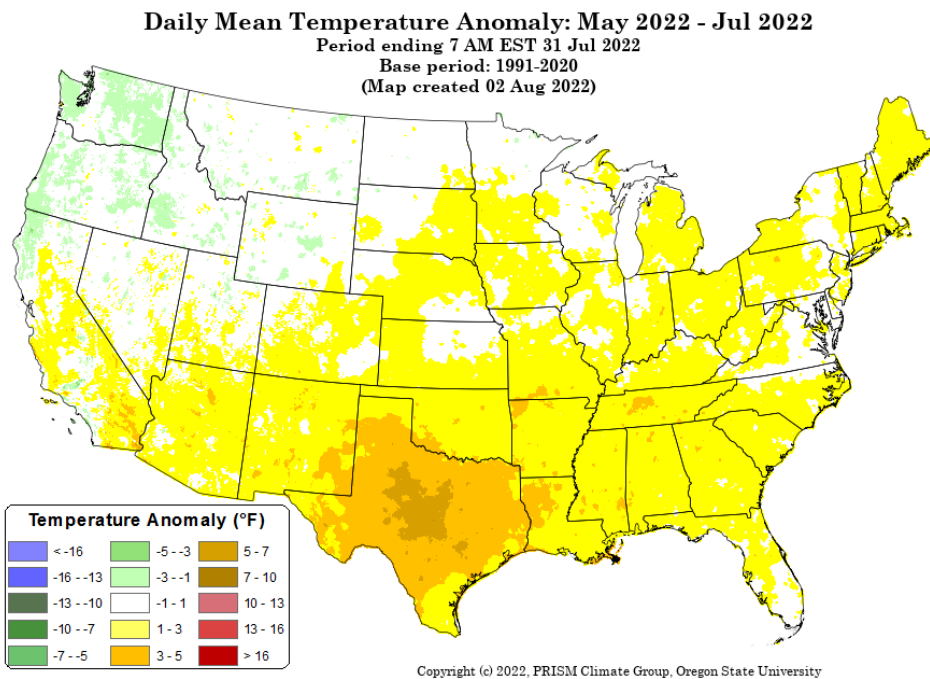 Daily Mean Temperature Anomaly: May 2022 - Jul 2022
Period ending 7 AM EST 31 Jul 2022
Base period: 1991-2020
(Map created 02 Aug 2022)
Temperature Anomaly (°F)
< -16
-16 - -13
-13 - -10
-10 - -7
-7 - -5
-5 - -3
-3 - -1
-1 - 1
1 - 3
3 - 5
5 - 7
7 - 10
10 - 13
13 - 16
> 16
Copyright (c) 2022, PRISM Climate Group, Oregon State University